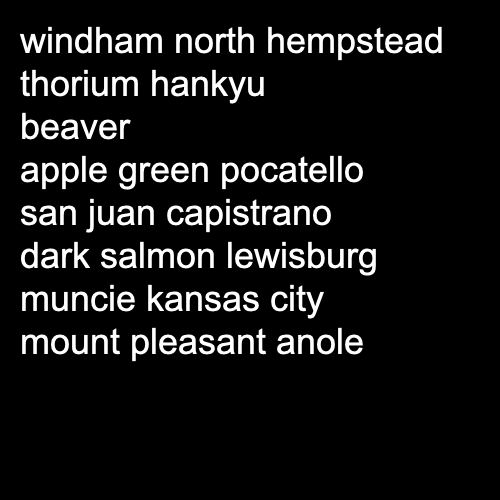 windham north hempstead
thorium hankyu
beaver
apple green pocatello
san juan capistrano
dark salmon lewisburg
muncie kansas city
mount pleasant anole